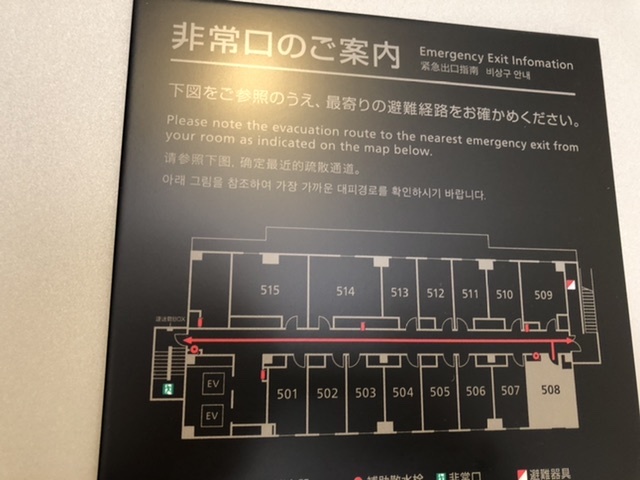 非常口のご案内
Emergency Exit Infomation
紧急出口指南 비상구 안내
下図をご参照のうえ、最寄りの避難経路をお確かめください。
Please note the evacuation route to the nearest emergency exit from
your room as indicated on the map below.
请参照下图，确定最近的疏散通道。
아래 그림을 참조하여 가장 가까운 대피경로를 확인하시기 바랍니다.
515 514 513 512 511 510 509
EV
EV
501 502 503 504 505 506 507 508
補助散水栓 非常口 避難器具